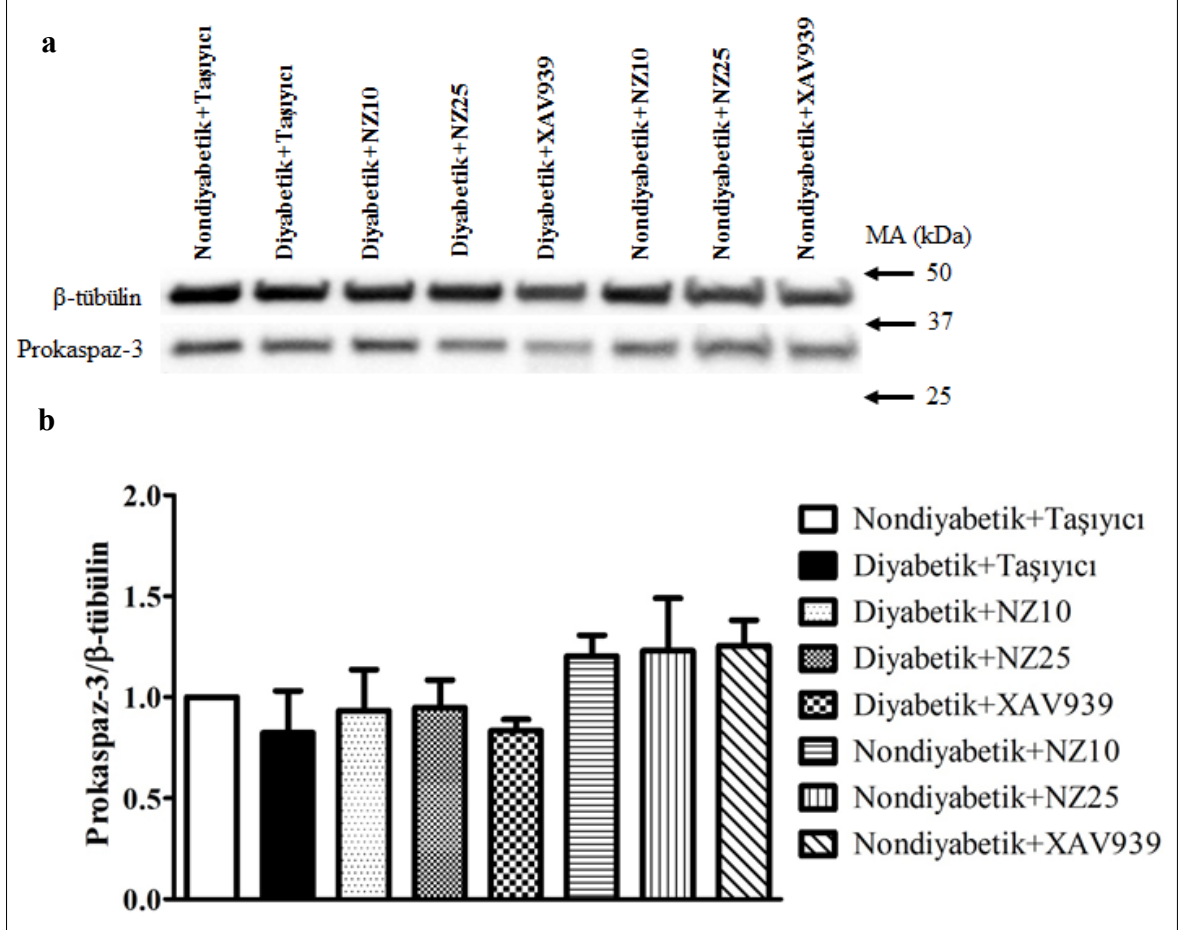 a
Nondiyabetik+Taşıyıcı
Diyabetik+Taşıyıcı
Diyabetik+NZ10
Diyabetik+NZ25
Diyabetik+XAV939
Nondiyabetik+NZ10
Nondiyabetik+NZ25
Nondiyabetik+XAV939
MA (kDa)
50
β-tübülin
37
Prokaspaz-3
25
b
Prokaspaz-3/β-tübülin
2.0
1.5
1.0
0.5
0.0
Nondiyabetik+Taşıyıcı
Diyabetik+Taşıyıcı
Diyabetik+NZ10
Diyabetik+NZ25
Diyabetik+XAV939
Nondiyabetik+NZ10
Nondiyabetik+NZ25
Nondiyabetik+XAV939